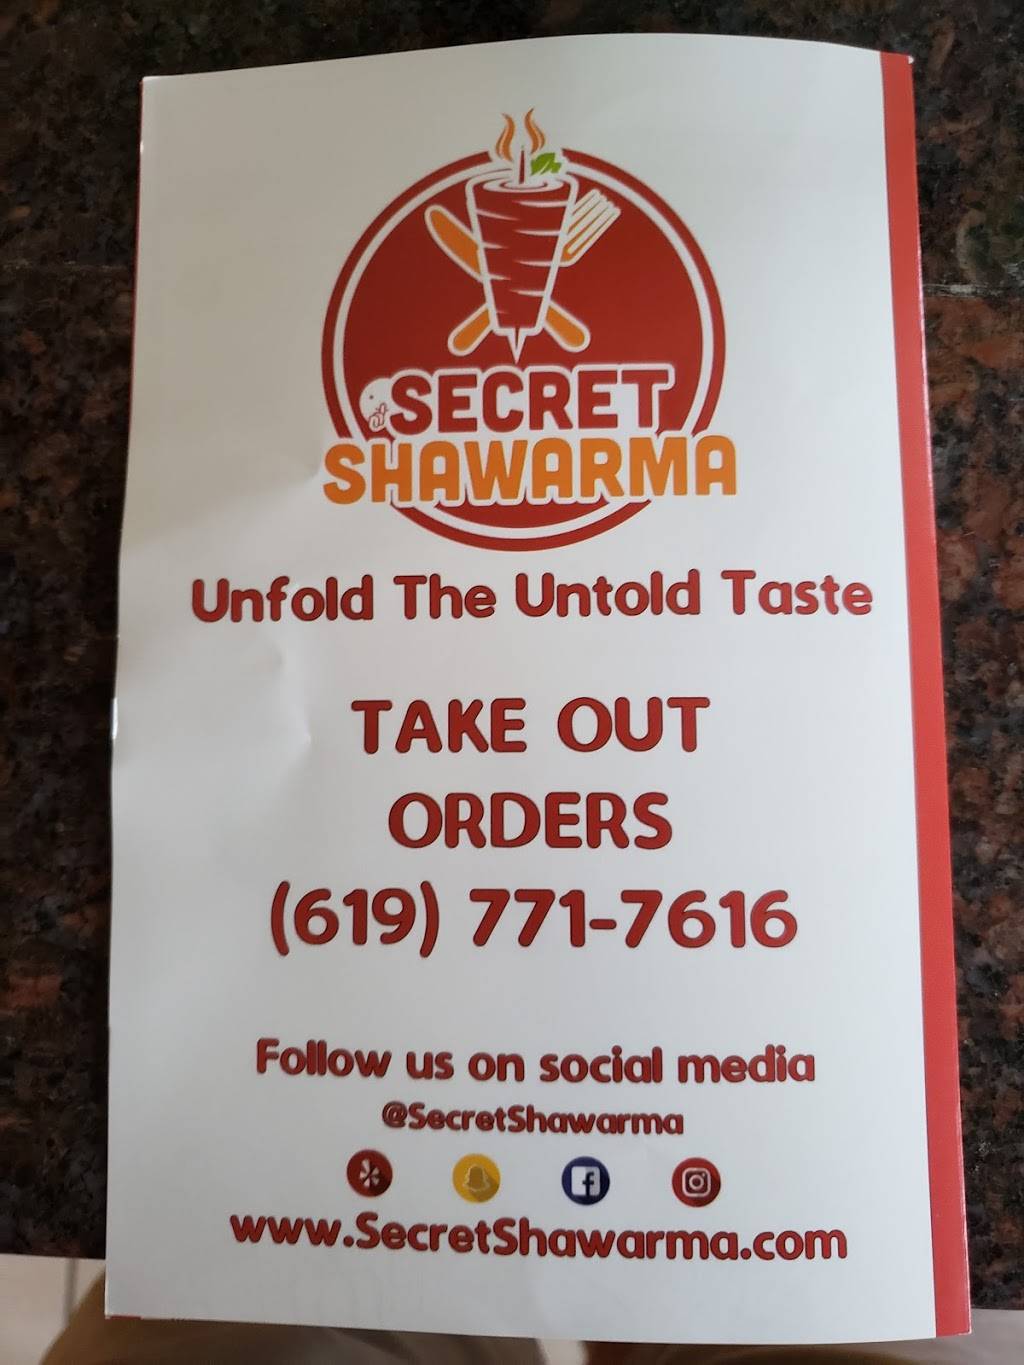 SECRET
SHAWARMA
Unfold The Untold Taste
TAKE OUT
ORDERS
(619) 771-7616
Follow us on social media
@SecretShawarma
www.SecretShawarma.com